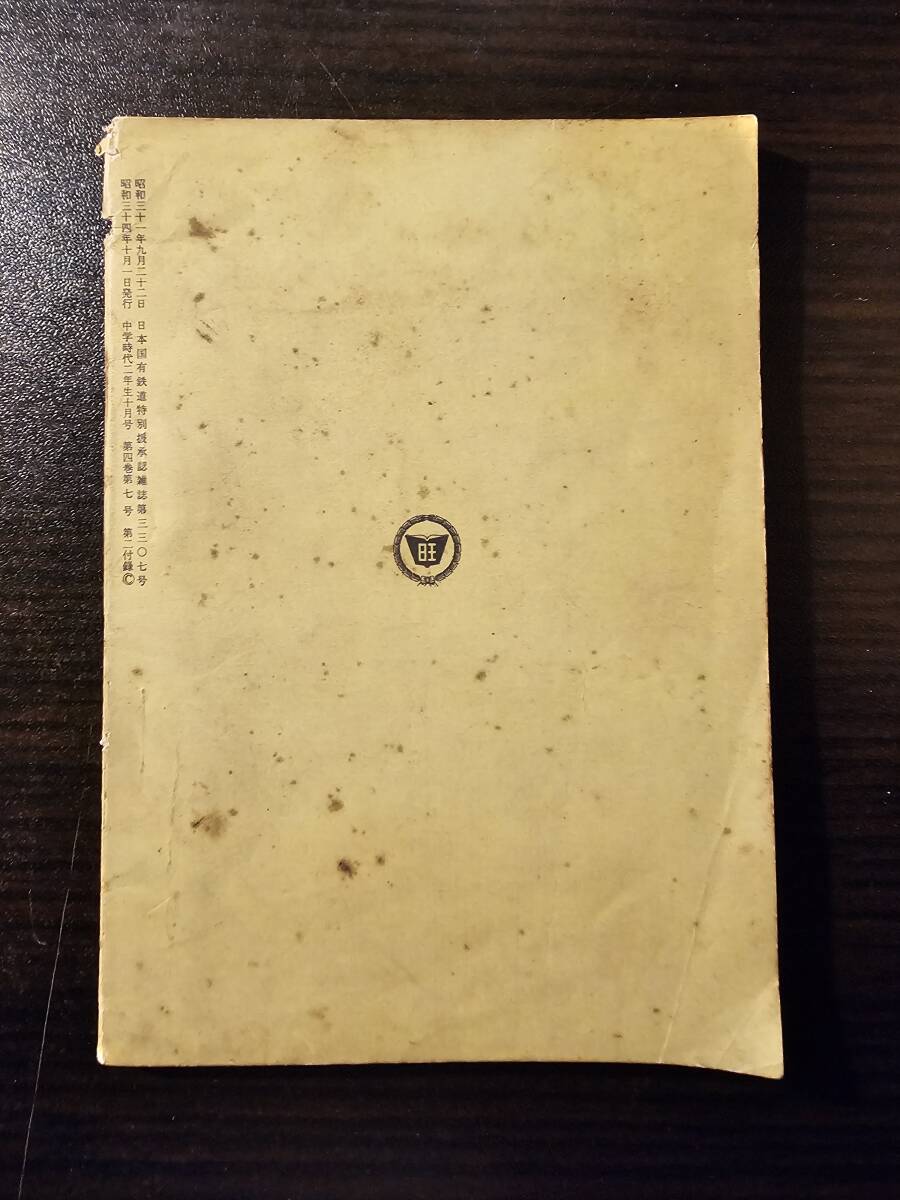 昭和三十一年九月二十二日　日本国有鉄道特別扱承認雑誌第三三〇七号
昭和三十四年十月一日発行　中学時代二年生十月号　第四巻第七号　第二付録Ⓒ
旺